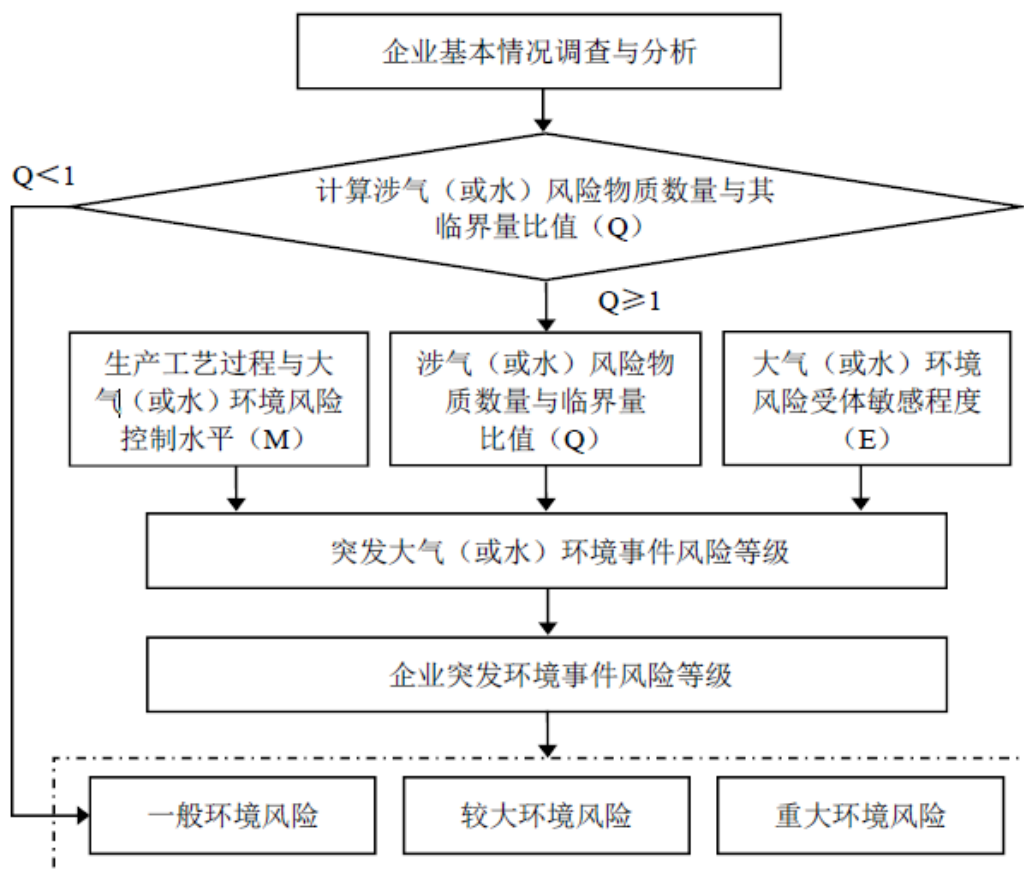 企业基本情况调查与分析
Q<1
计算涉气（或水）风险物质数量与其
临界量比值（Q）
Q≥1
生产工艺过程与大
气（或水）环境风险
控制水平（M）
涉气（或水）风险物
质数量与临界量
比值（Q）
大气（或水）环境
风险受体敏感程度
（E）
突发大气（或水）环境事件风险等级
企业突发环境事件风险等级
一般环境风险
较大环境风险
重大环境风险